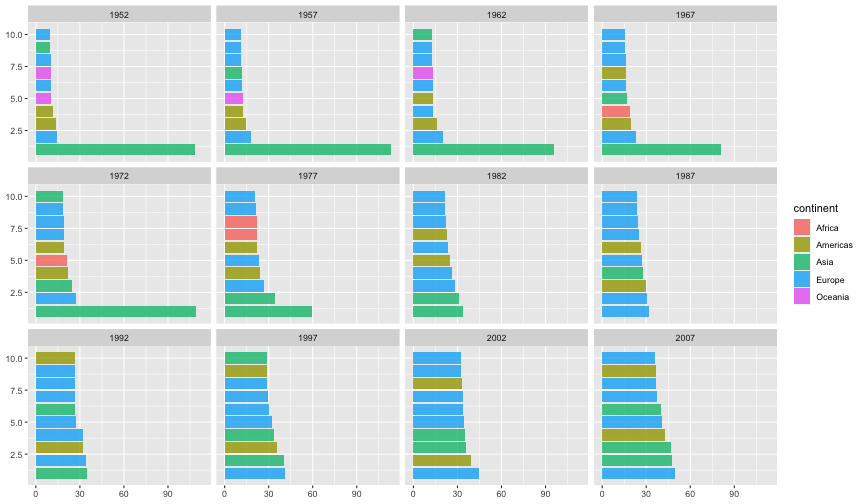 1952 1957 1962 1967
10.0
7.5
5.0
2.5
1972 1977 1982 1987
10.0
7.5
5.0
2.5
1992 1997 2002 2007
10.0
7.5
5.0
2.5
0 30 60 90 0 30 60 90 0 30 60 90 0 30 60 90
continent
Africa
Americas
Asia
Europe
Oceania